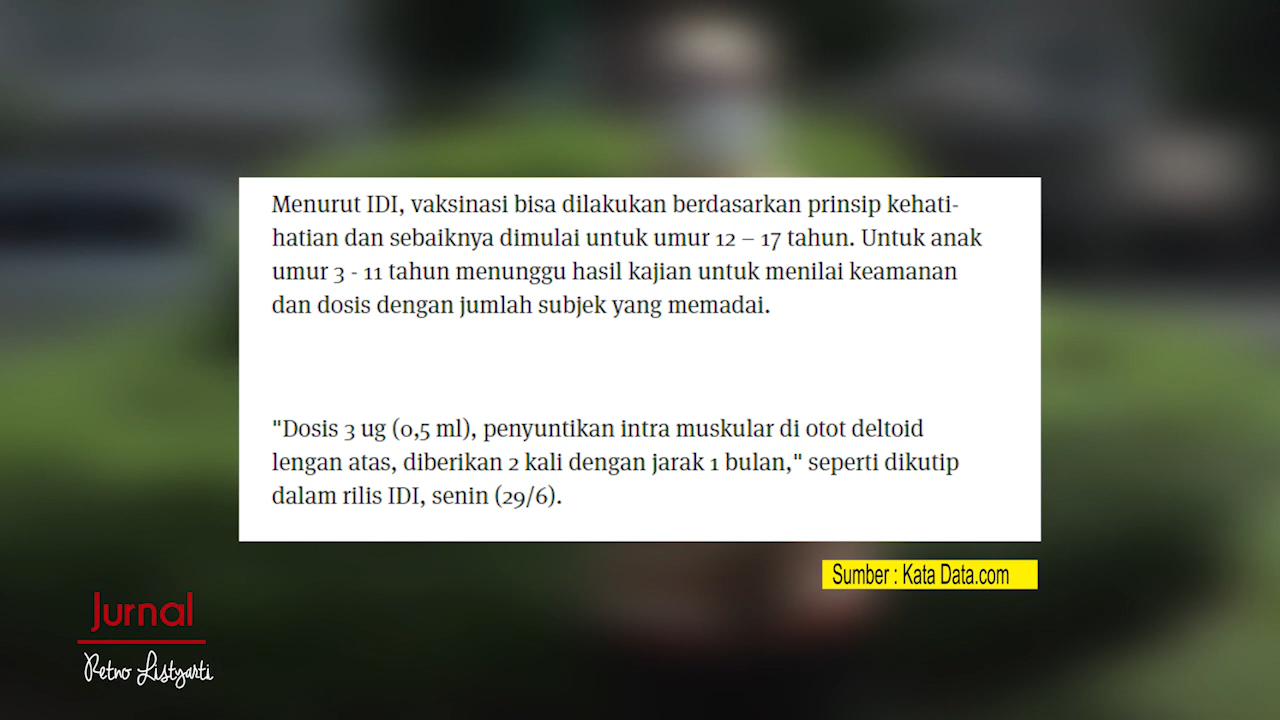 Menurut IDI, vaksinasi bisa dilakukan berdasarkan prinsip kehati-
hatian dan sebaiknya dimulai untuk umur 12 – 17 tahun. Untuk anak
umur 3 - 11 tahun menunggu hasil kajian untuk menilai keamanan
dan dosis dengan jumlah subjek yang memadai.
"Dosis 3 ug (0,5 ml), penyuntikan intra muskular di otot deltoid
lengan atas, diberikan 2 kali dengan jarak 1 bulan," seperti dikutip
dalam rilis IDI, senin (29/6).
Sumber : Kata Data.com
Jurnal
Retno Listyarti